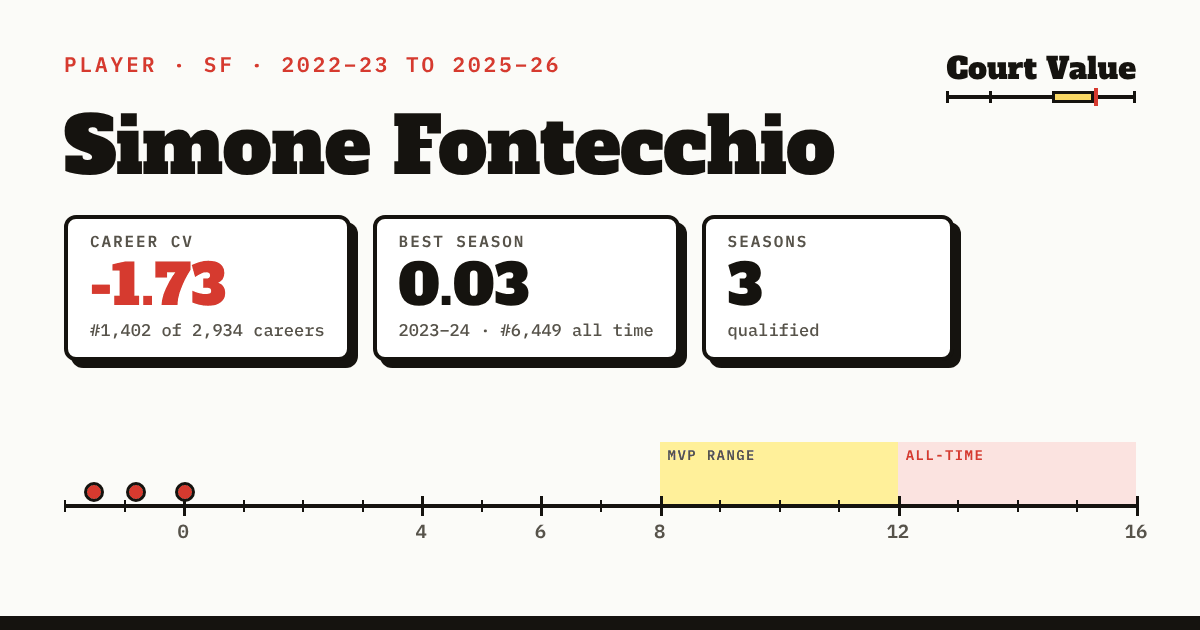 PLAYER · SF · 2022–23 TO 2025–26
Court Value
Simone Fontecchio
CAREER CV
-1.73
#1,402 of 2,934 careers
BEST SEASON
0.03
2023–24 · #6,449 all time
SEASONS
3
qualified
MVP RANGE
ALL-TIME
0 4 6 8 12 16